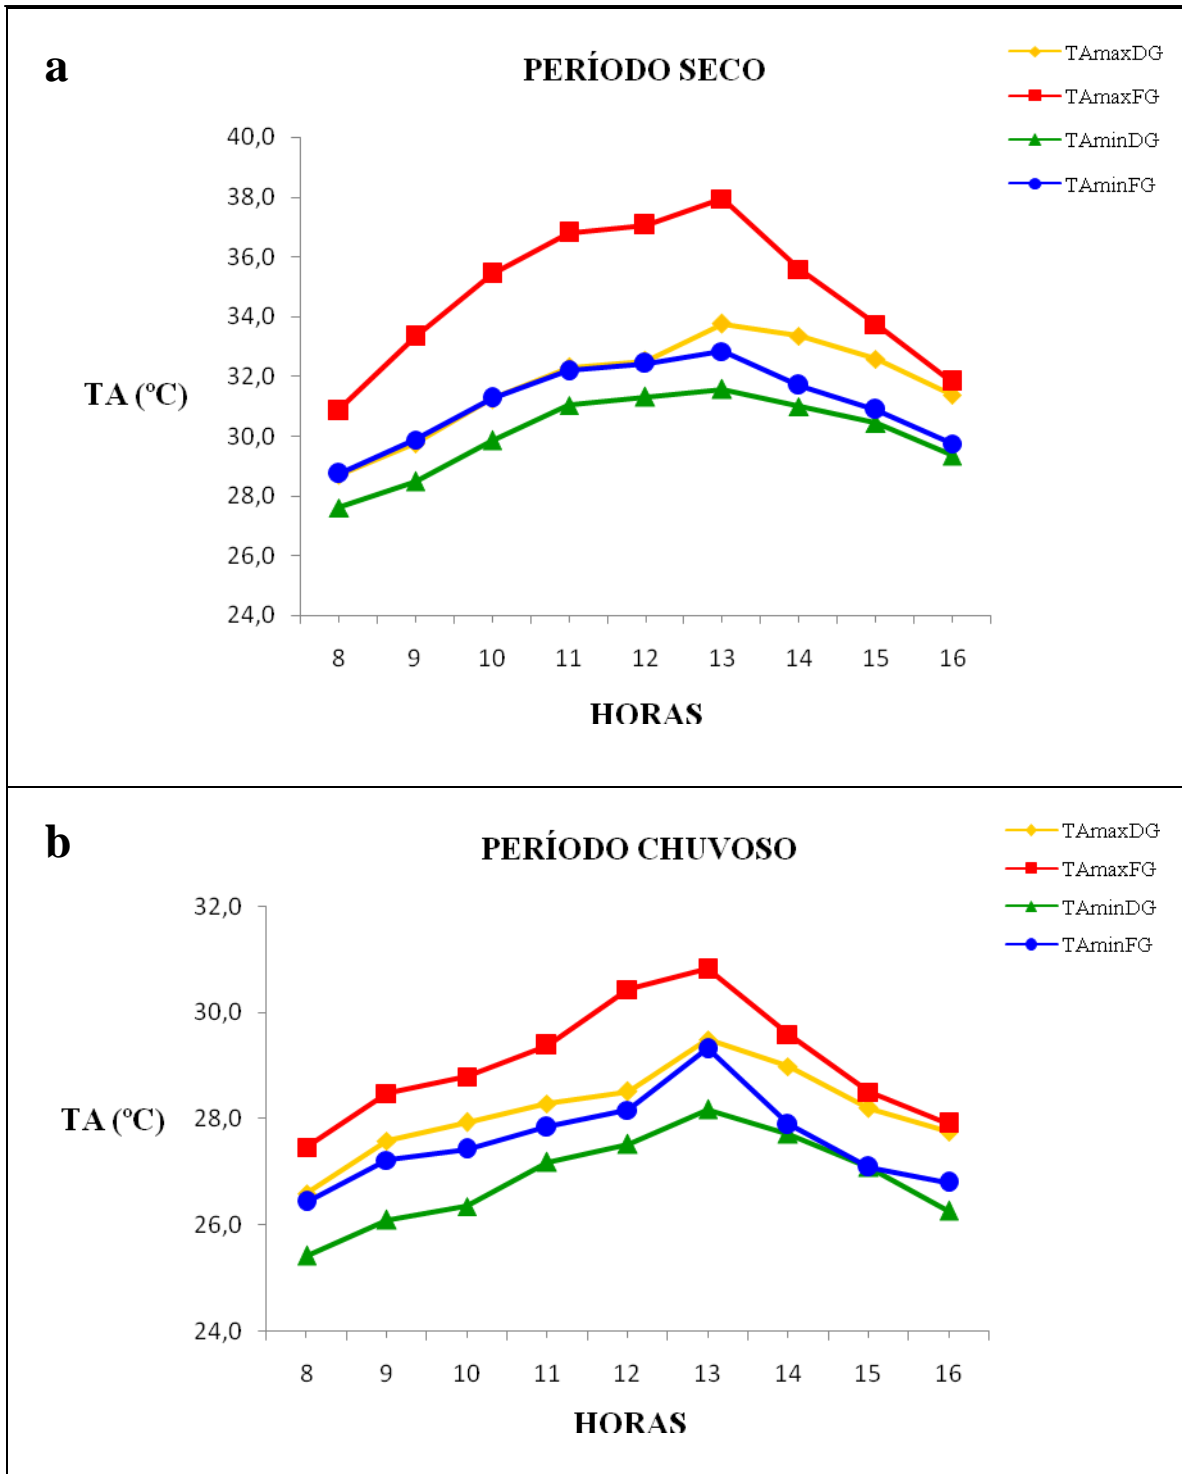 a
PERÍODO SECO
TAmaxDG
TAmaxFG
TAminDG
TAminFG
40,0
38,0
36,0
34,0
32,0
30,0
28,0
26,0
24,0
TA (ºC)
8 9 10 11 12 13 14 15 16
HORAS
b
PERÍODO CHUVOSO
TAmaxDG
TAmaxFG
TAminDG
TAminFG
32,0
30,0
28,0
26,0
24,0
TA (ºC)
8 9 10 11 12 13 14 15 16
HORAS